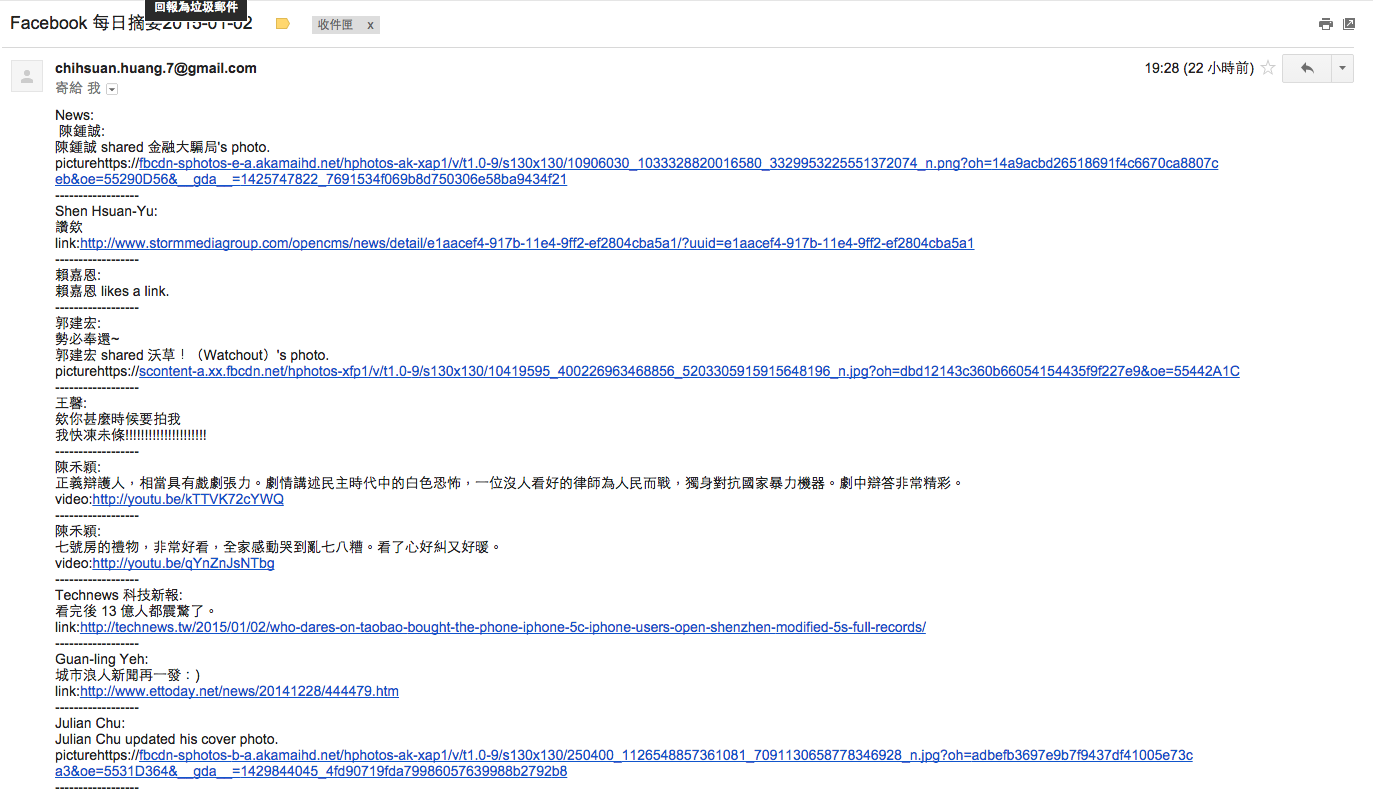 回報為垃圾郵件
Facebook 每日摘要2015-01-02 收件匣 x
chihsuan.huang.7@gmail.com 19:28 (22 小時前)
寄給 我
News:
陳鍾誠:
陳鍾誠 shared 金融大騙局's photo.
picturehttps://fbcdn-sphotos-e-a.akamaihd.net/hphotos-ak-xap1/v/t1.0-9/s130x130/10906030_1033328820016580_3329953225551372074_n.png?oh=14a9acbd26518691f4c6670ca8807c
eb&oe=55290D56&__gda__=1425747822_7691534f069b8d750306e58ba9434f21
------------------
Shen Hsuan-Yu:
讚欸
link:http://www.stormmediagroup.com/opencms/news/detail/e1aacef4-917b-11e4-9ff2-ef2804cba5a1/?uuid=e1aacef4-917b-11e4-9ff2-ef2804cba5a1
------------------
賴嘉恩:
賴嘉恩 likes a link.
------------------
郭建宏:
勢必奉還~
郭建宏 shared 沃草！（Watchout）'s photo.
picturehttps://scontent-a.xx.fbcdn.net/hphotos-xfp1/v/t1.0-9/s130x130/10419595_400226963468856_5203305915915648196_n.jpg?oh=dbd12143c360b66054154435f9f227e9&oe=55442A1C
------------------
王馨:
欸你甚麼時候要拍我
我快凍未條!!!!!!!!!!!!!!!!!!!!!
------------------
陳禾穎:
正義辯護人，相當具有戲劇張力。劇情講述民主時代中的白色恐怖，一位沒人看好的律師為人民而戰，獨身對抗國家暴力機器。劇中辯答非常精彩。
video:http://youtu.be/kTTVK72cYWQ
------------------
陳禾穎:
七號房的禮物，非常好看，全家感動哭到亂七八糟。看了心好糾又好暖。
video:http://youtu.be/qYnZnJsNTbg
------------------
Technews 科技新報:
看完後 13 億人都震驚了。
link:http://technews.tw/2015/01/02/who-dares-on-taobao-bought-the-phone-iphone-5c-iphone-users-open-shenzhen-modified-5s-full-records/
------------------
Guan-ling Yeh:
城市浪人新聞再一發：)
link:http://www.ettoday.net/news/20141228/444479.htm
------------------
Julian Chu:
Julian Chu updated his cover photo.
picturehttps://fbcdn-sphotos-b-a.akamaihd.net/hphotos-ak-xap1/v/t1.0-9/s130x130/250400_1126548857361081_7091130658778346928_n.jpg?oh=adbefb3697e9b7f9437df41005e73c
a3&oe=5531D364&__gda__=1429844045_4fd90719fda79986057639988b2792b8
------------------